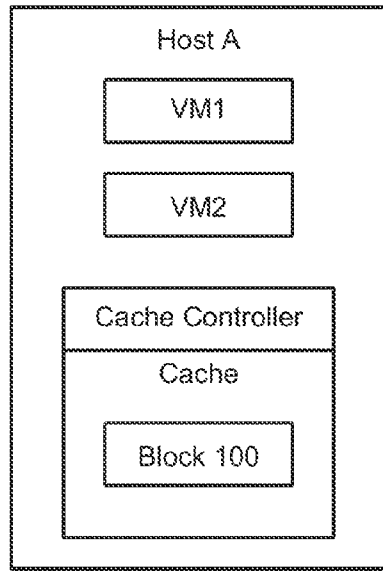 Host A
VM1
VM2
Cache Controller
Cache
Block 100